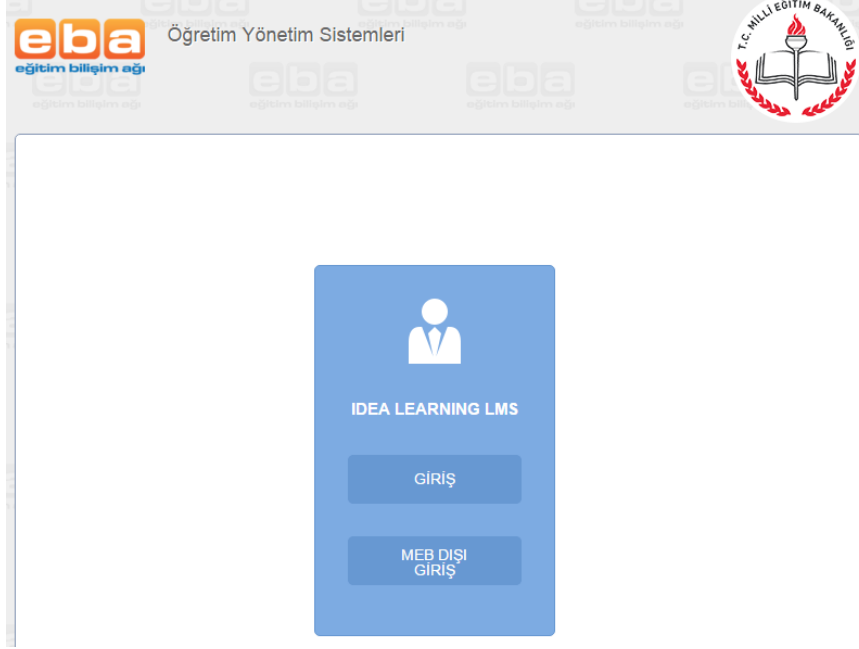 eba
eğitim bilişim ağı
Öğretim Yönetim Sistemleri
T.C. MİLLÎ EĞİTİM BAKANLIĞI
IDEA LEARNING LMS
GİRİŞ
MEB DIŞI
GİRİŞ